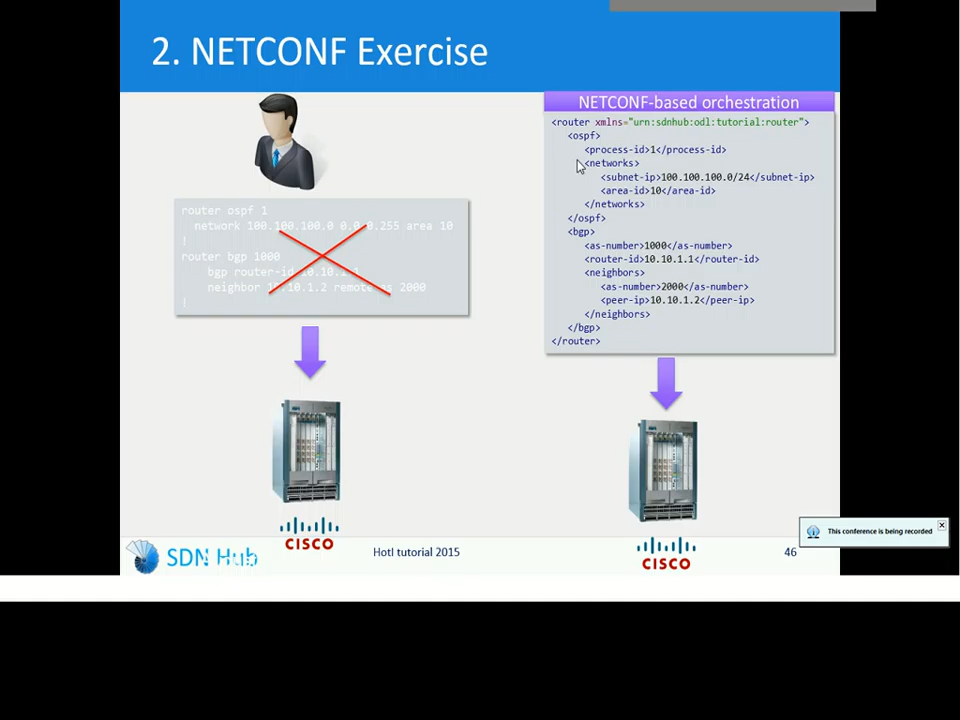 2. NETCONF Exercise
router ospf 1
network 100.100.100.0 0.0.0.255 area 10
!
router bgp 1000
bgp router-id 10.10.1.1
neighbor 10.10.1.2 remote-as 2000
!
CISCO
NETCONF-based orchestration
<router xmlns="urn:sdnhub:odl:tutorial:router">
<ospf>
<process-id>1</process-id>
<networks>
<subnet-ip>100.100.100.0/24</subnet-ip>
<area-id>10</area-id>
</networks>
</ospf>
<bgp>
<as-number>1000</as-number>
<router-id>10.10.1.1</router-id>
<neighbors>
<as-number>2000</as-number>
<peer-ip>10.10.1.2</peer-ip>
</neighbors>
</bgp>
</router>
CISCO
This conference is being recorded
SDN Hub
HotI tutorial 2015
46